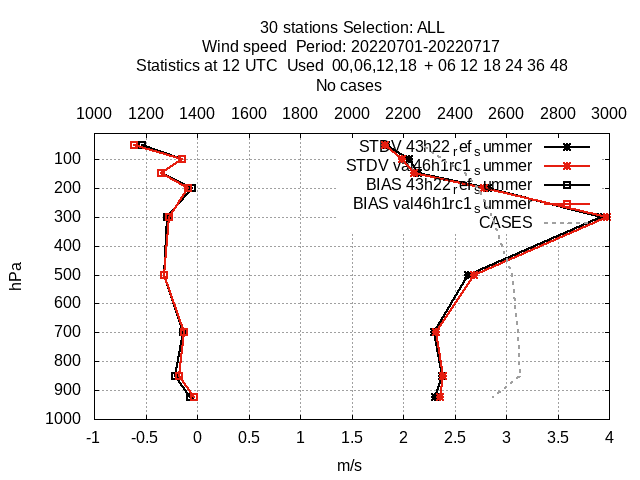 30 stations Selection: ALL
Wind speed  Period: 20220701-20220717
Statistics at 12 UTC  Used  00,06,12,18  + 06 12 18 24 36 48
No cases
1000 1200 1400 2000 2200 2400 2600 2800 3000
STDV 43h22_ref_summer
STDV val46h1rc1_summer
BIAS 43h22_ref_summer
BIAS val46h1rc1_summer
CASES
100
200
300
400
500
600
700
800
900
1000
hPa
-1 -0.5 0 0.5 1 1.5 2 2.5 3 3.5 4
m/s